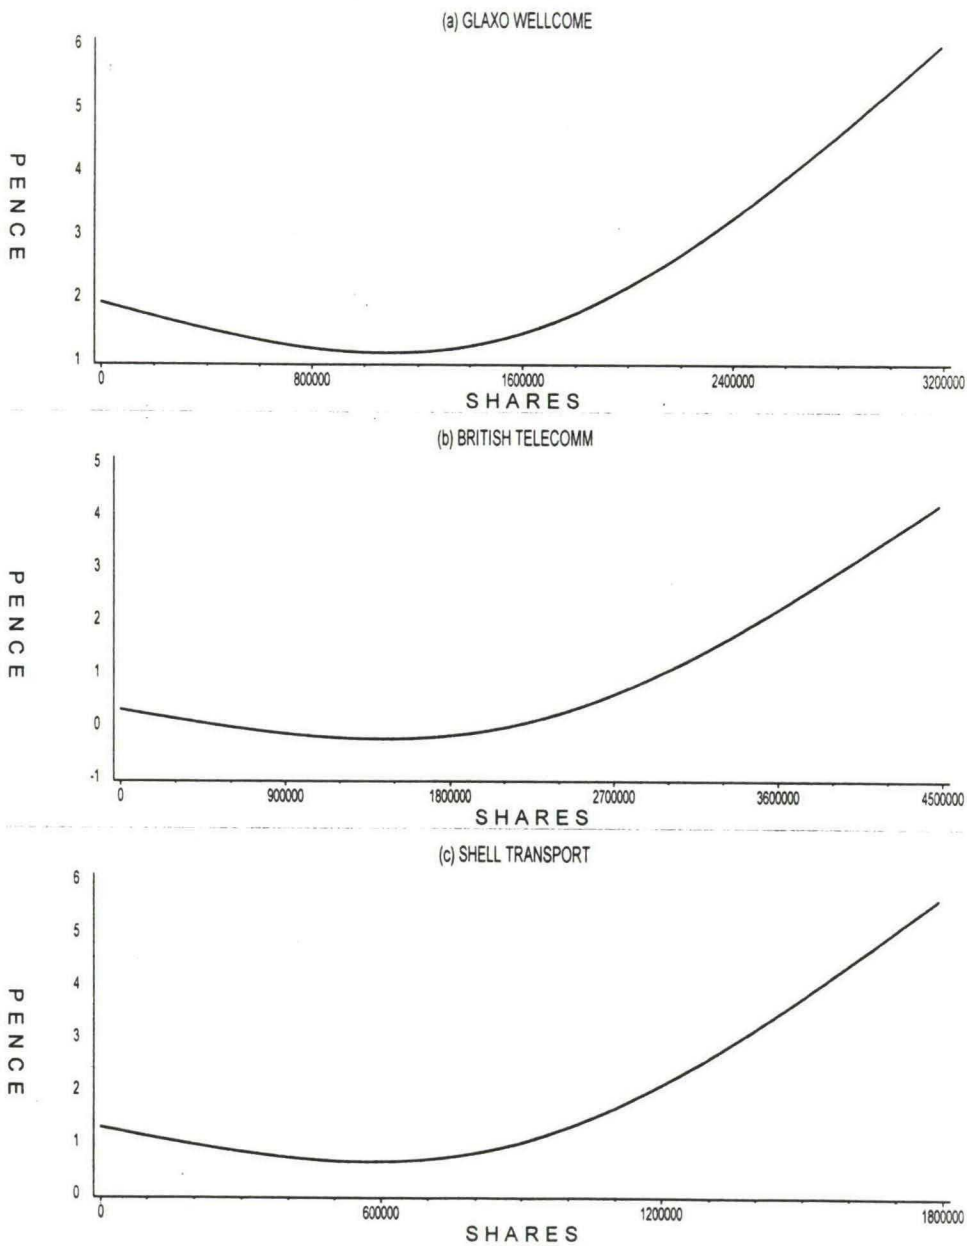 (a) GLAXO WELLCOME
6
5
4
3
2
1
PENCE
0 800000 1600000 2400000 3200000
SHARES
(b) BRITISH TELECOMM
5
4
3
2
1
0
-1
PENCE
0 900000 1800000 2700000 3600000 4500000
SHARES
(c) SHELL TRANSPORT
6
5
4
3
2
1
0
PENCE
0 600000 1200000 1800000
SHARES